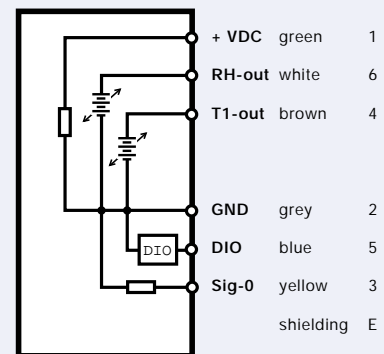 + VDC green 1
RH-out white 6
T1-out brown 4
GND grey 2
DIO DIO blue 5
Sig-0 yellow 3
shielding E